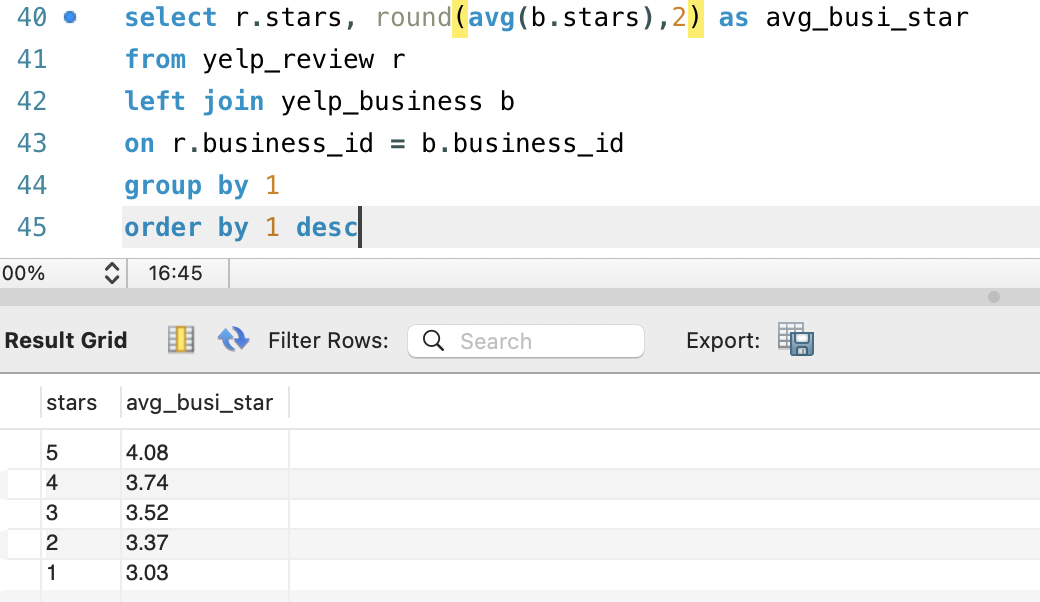 40 select r.stars, round(avg(b.stars),2) as avg_busi_star
41 from yelp_review r
42 left join yelp_business b
43 on r.business_id = b.business_id
44 group by 1
45 order by 1 desc
00% 16:45
Result Grid Filter Rows: Search Export:
stars avg_busi_star
5 4.08
4 3.74
3 3.52
2 3.37
1 3.03